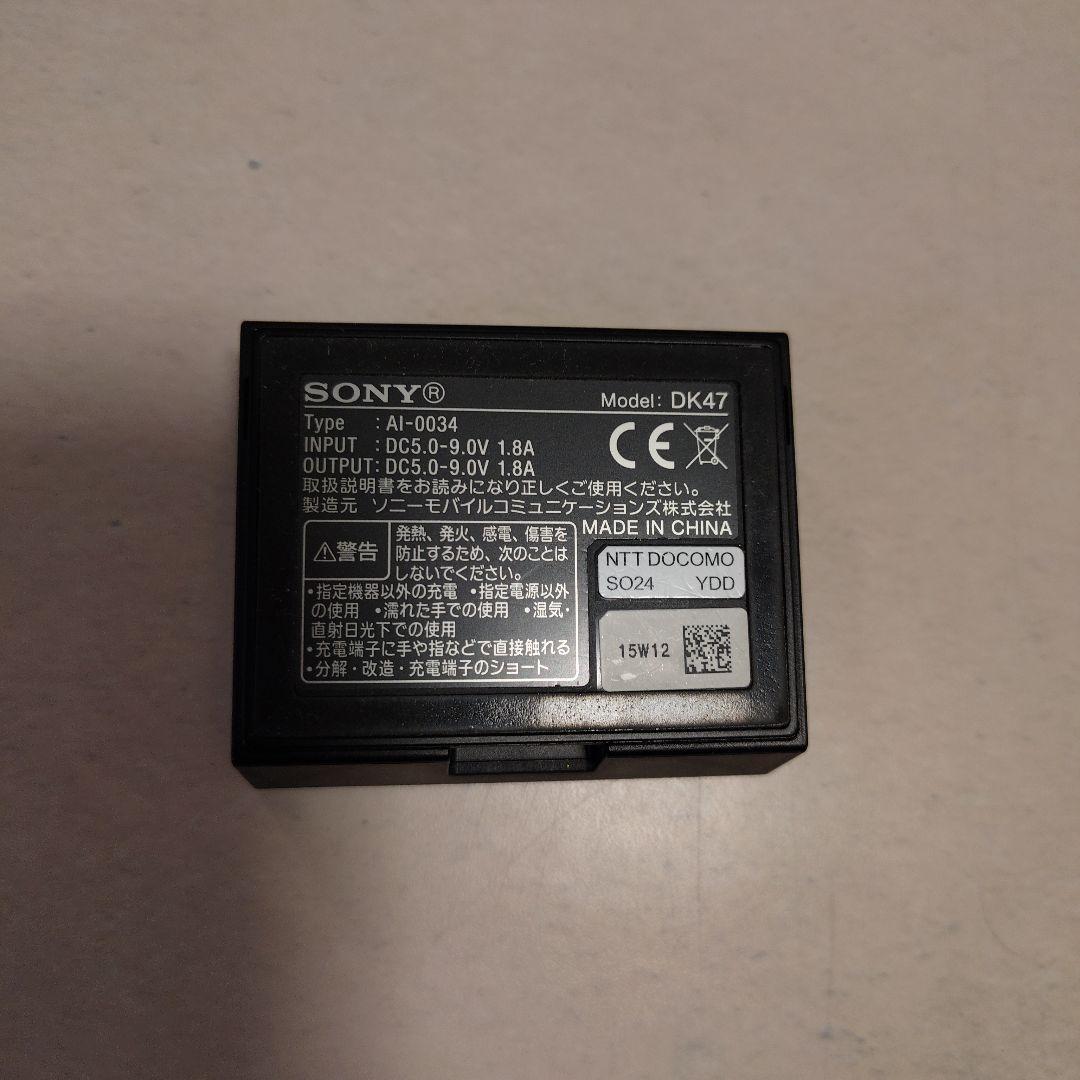 SONY®
Model: DK47
Type : AI-0034
INPUT : DC5.0-9.0V 1.8A
OUTPUT: DC5.0-9.0V 1.8A
CE
取扱説明書をお読みになり正しくご使用ください。
製造元 ソニーモバイルコミュニケーションズ株式会社
MADE IN CHINA
⚠警告
発熱、発火、感電、傷害を
防止するため、次のことは
しないでください。
•指定機器以外の充電 •指定電源以外
の使用 •濡れた手での使用 •湿気・
直射日光下での使用
•充電端子に手や指などで直接触れる
•分解・改造・充電端子のショート
NTT DOCOMO
SO24 YDD
15W12